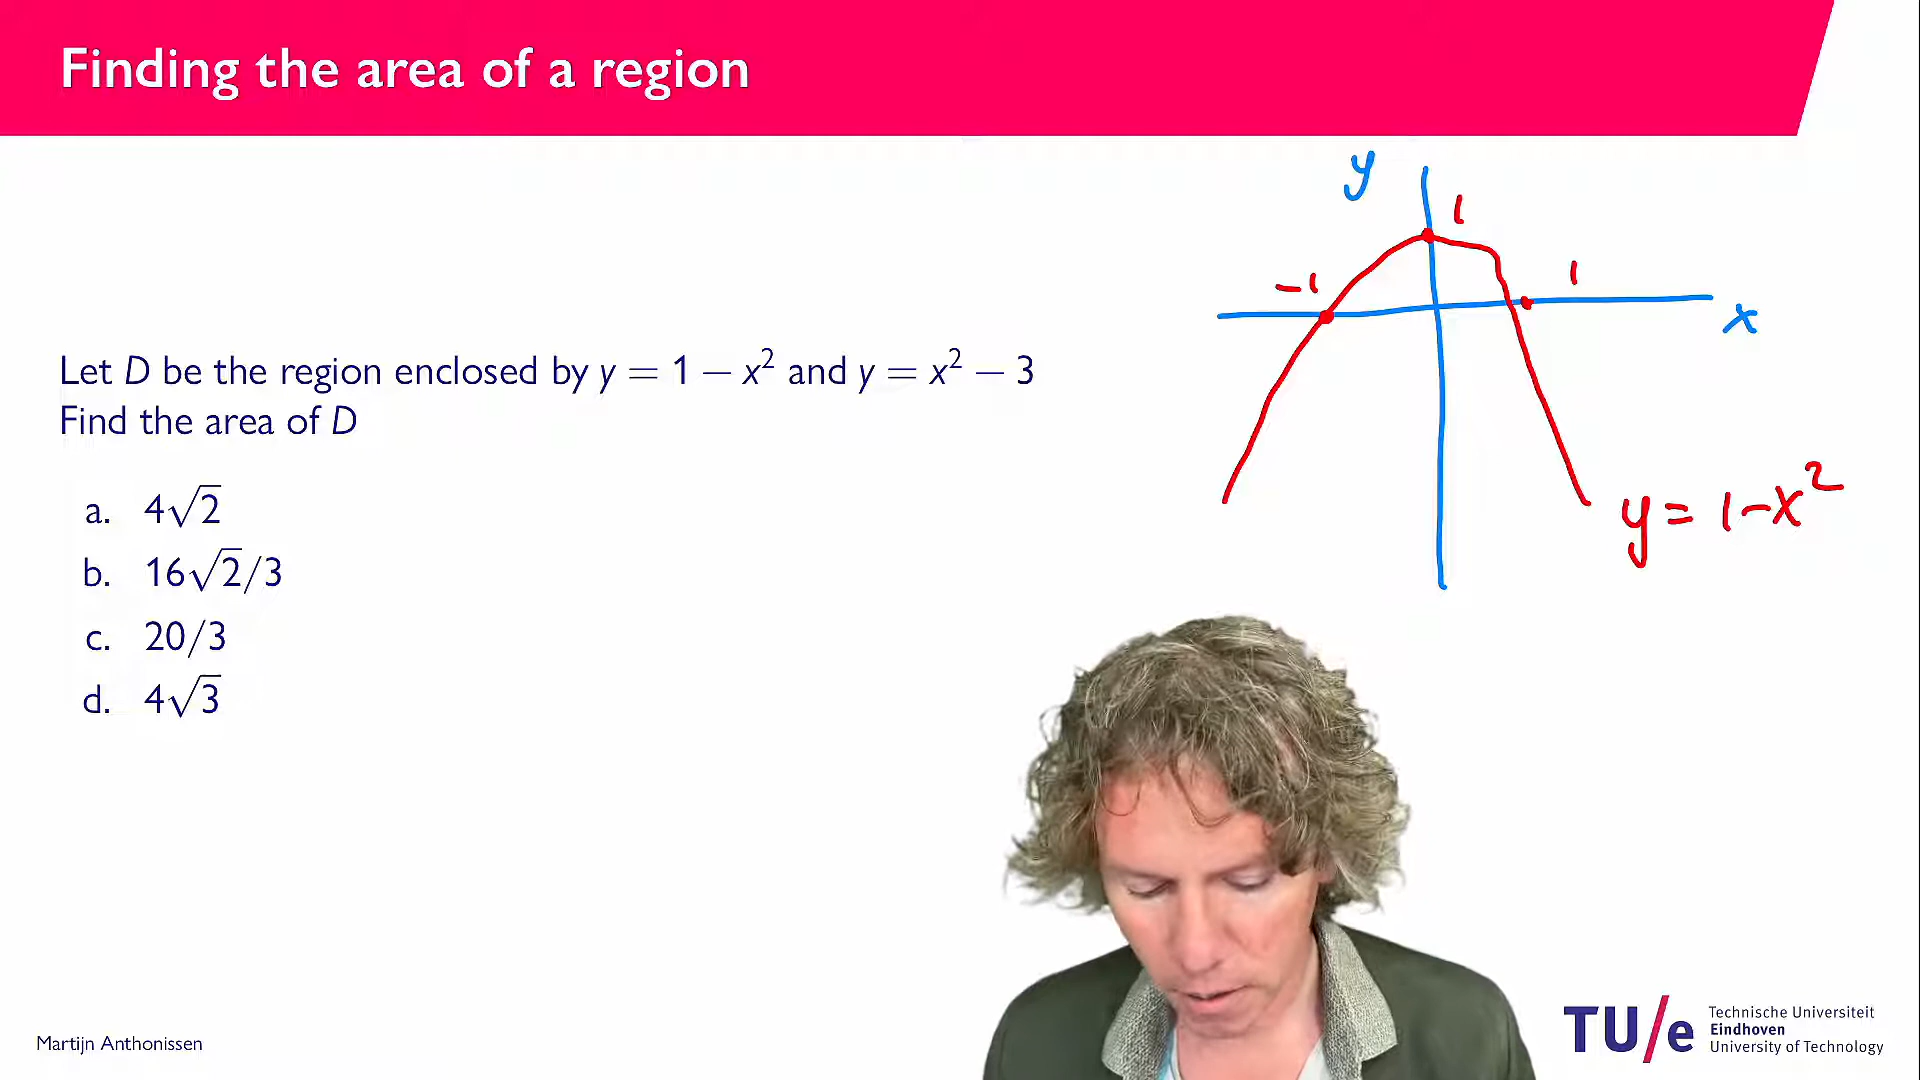 Finding the area of a region
y
1
-1
1
x
Let D be the region enclosed by y = 1 − x² and y = x² − 3
Find the area of D
a. 4√2
b. 16√2/3
c. 20/3
d. 4√3
y = 1-x²
Martijn Anthonissen
TU/e
Technische Universiteit
Eindhoven
University of Technology